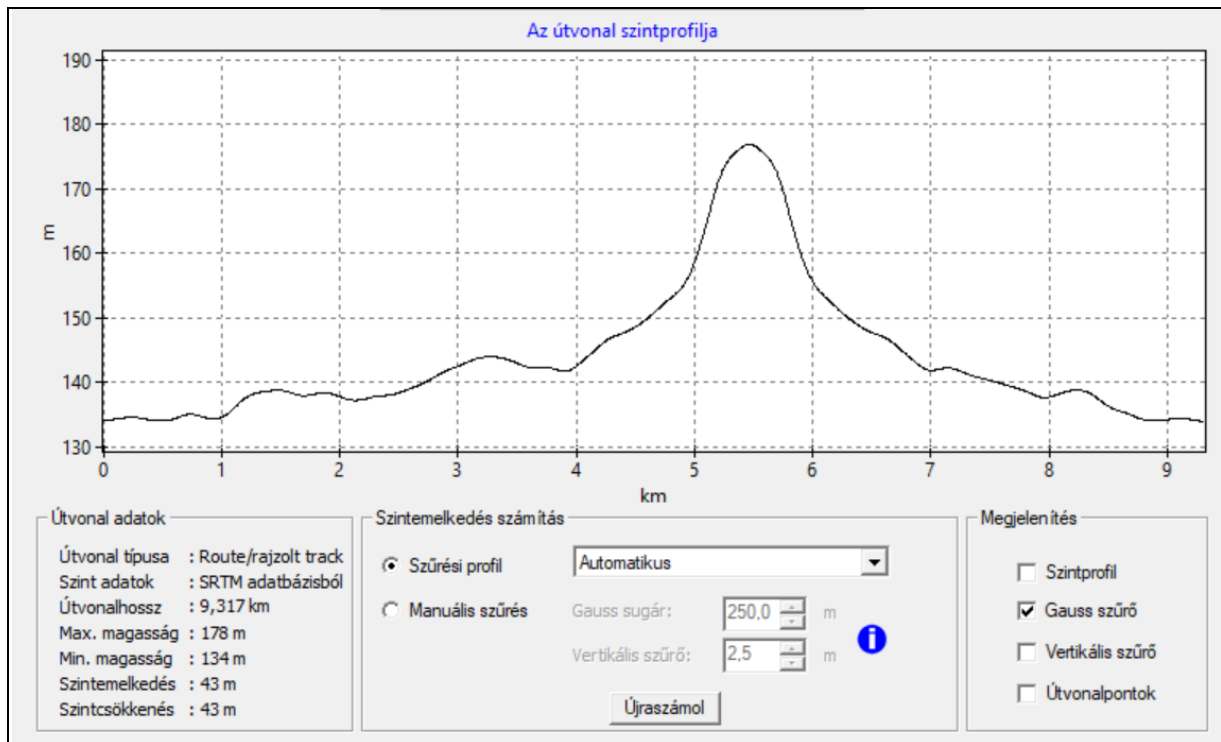 Az útvonal szintprofilja
190
180
170
m
160
150
140
130
0 1 2 3 4 5 6 7 8 9
km
Útvonal adatok
Útvonal típusa : Route/rajzolt track
Szint adatok : SRTM adatbázisból
Útvonalhossz : 9,317 km
Max. magasság : 178 m
Min. magasság : 134 m
Szintemelkedés : 43 m
Szintcsökkenés : 43 m
Szintemelkedés számítás
Szűrési profil Automatikus
Manuális szűrés Gauss sugár: 250,0 m
Vertikális szűrő: 2,5 m
i
Újraszámol
Megjelenítés
Szintprofil
Gauss szűrő
Vertikális szűrő
Útvonalpontok